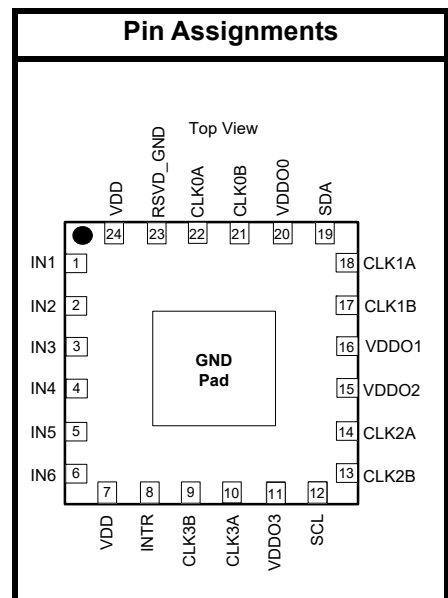 Pin Assignments
Top View
VDD
RSVD_GND
CLK0A
CLK0B
VDDO0
SDA
24
23
22
21
20
19
IN1 1
18 CLK1A
IN2 2
17 CLK1B
IN3 3
16 VDDO1
GND
Pad
IN4 4
15 VDDO2
IN5 5
14 CLK2A
IN6 6
13 CLK2B
7
8
9
10
11
12
VDD
INTR
CLK3B
CLK3A
VDDO3
SCL